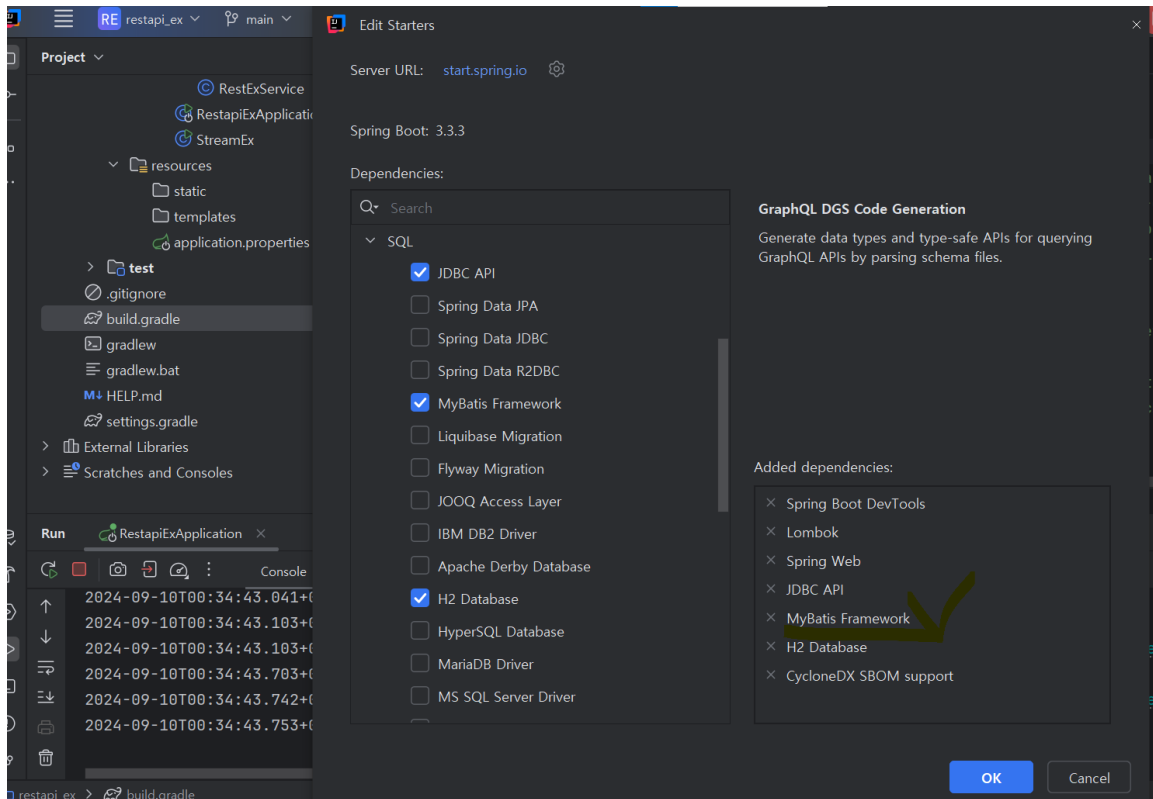 RE restapi_ex main
Edit Starters
Project
Server URL: start.spring.io
RestExService
RestapiExApplicatio
StreamEx
resources
static
templates
application.properties
test
.gitignore
build.gradle
gradlew
gradlew.bat
M↓ HELP.md
settings.gradle
External Libraries
Scratches and Consoles
Spring Boot: 3.3.3
Dependencies:
Search
SQL
JDBC API
Spring Data JPA
Spring Data JDBC
Spring Data R2DBC
MyBatis Framework
Liquibase Migration
Flyway Migration
JOOQ Access Layer
IBM DB2 Driver
Apache Derby Database
H2 Database
HyperSQL Database
MariaDB Driver
MS SQL Server Driver
GraphQL DGS Code Generation
Generate data types and type-safe APIs for querying
GraphQL APIs by parsing schema files.
Added dependencies:
Spring Boot DevTools
Lombok
Spring Web
JDBC API
MyBatis Framework
H2 Database
CycloneDX SBOM support
OK Cancel
Run RestapiExApplication
Console
2024-09-10T00:34:43.041+
2024-09-10T00:34:43.103+
2024-09-10T00:34:43.103+
2024-09-10T00:34:43.703+
2024-09-10T00:34:43.742+
2024-09-10T00:34:43.753+
restapi_ex > build.gradle